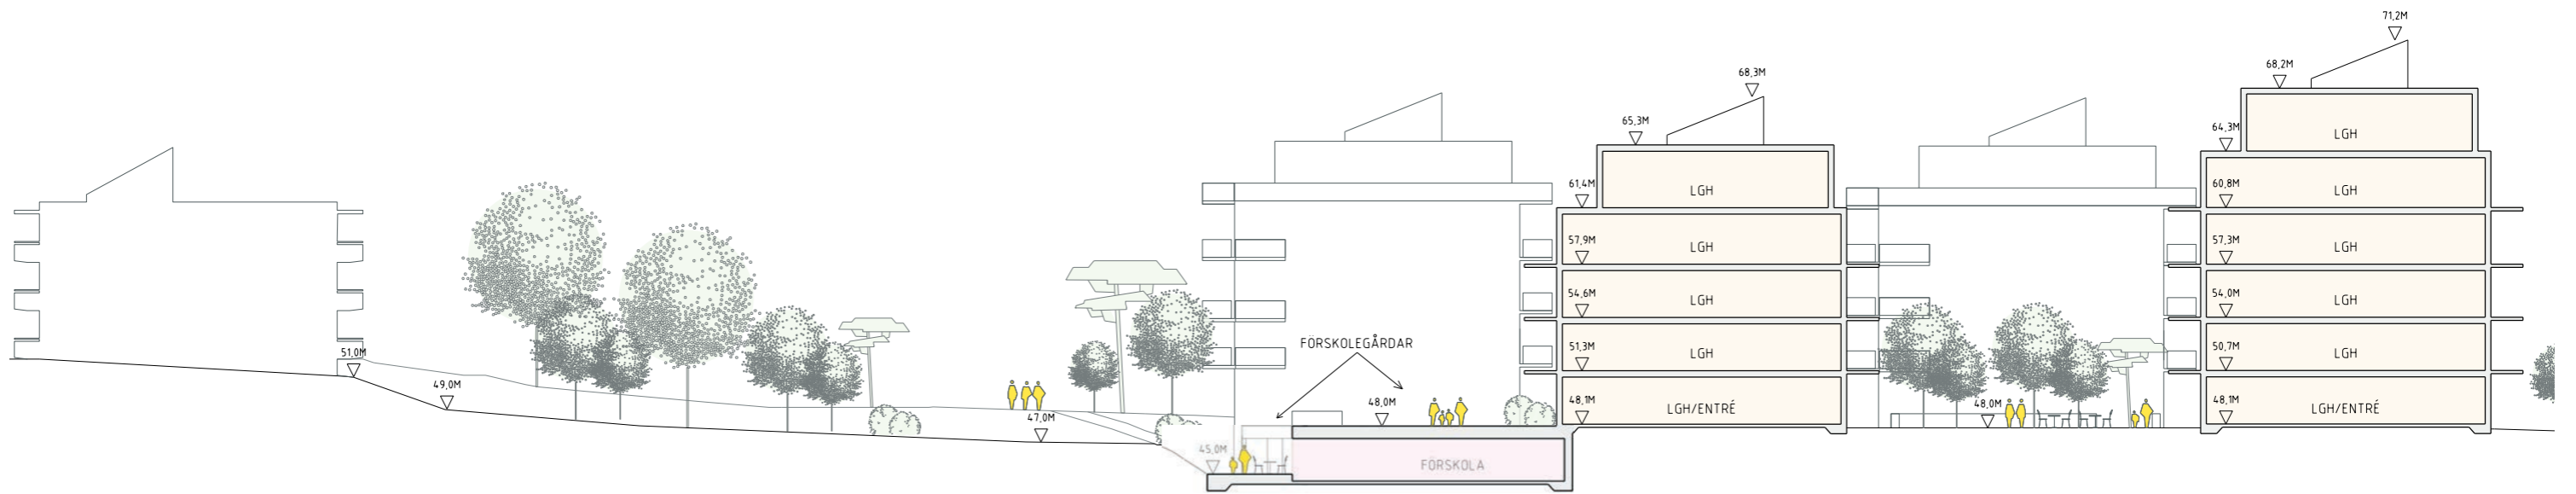 51,0M
49,0M
47,0M
45,0M
FÖRSKOLEGÅRDAR
48,0M
FÖRSKOLA
68,3M
65,3M
61,4M
LGH
57,9M
LGH
54,6M
LGH
51,3M
LGH
48,1M
LGH/ENTRÉ
48,0M
71,2M
68,2M
LGH
64,3M
60,8M
LGH
57,3M
LGH
54,0M
LGH
50,7M
LGH
48,1M
LGH/ENTRÉ